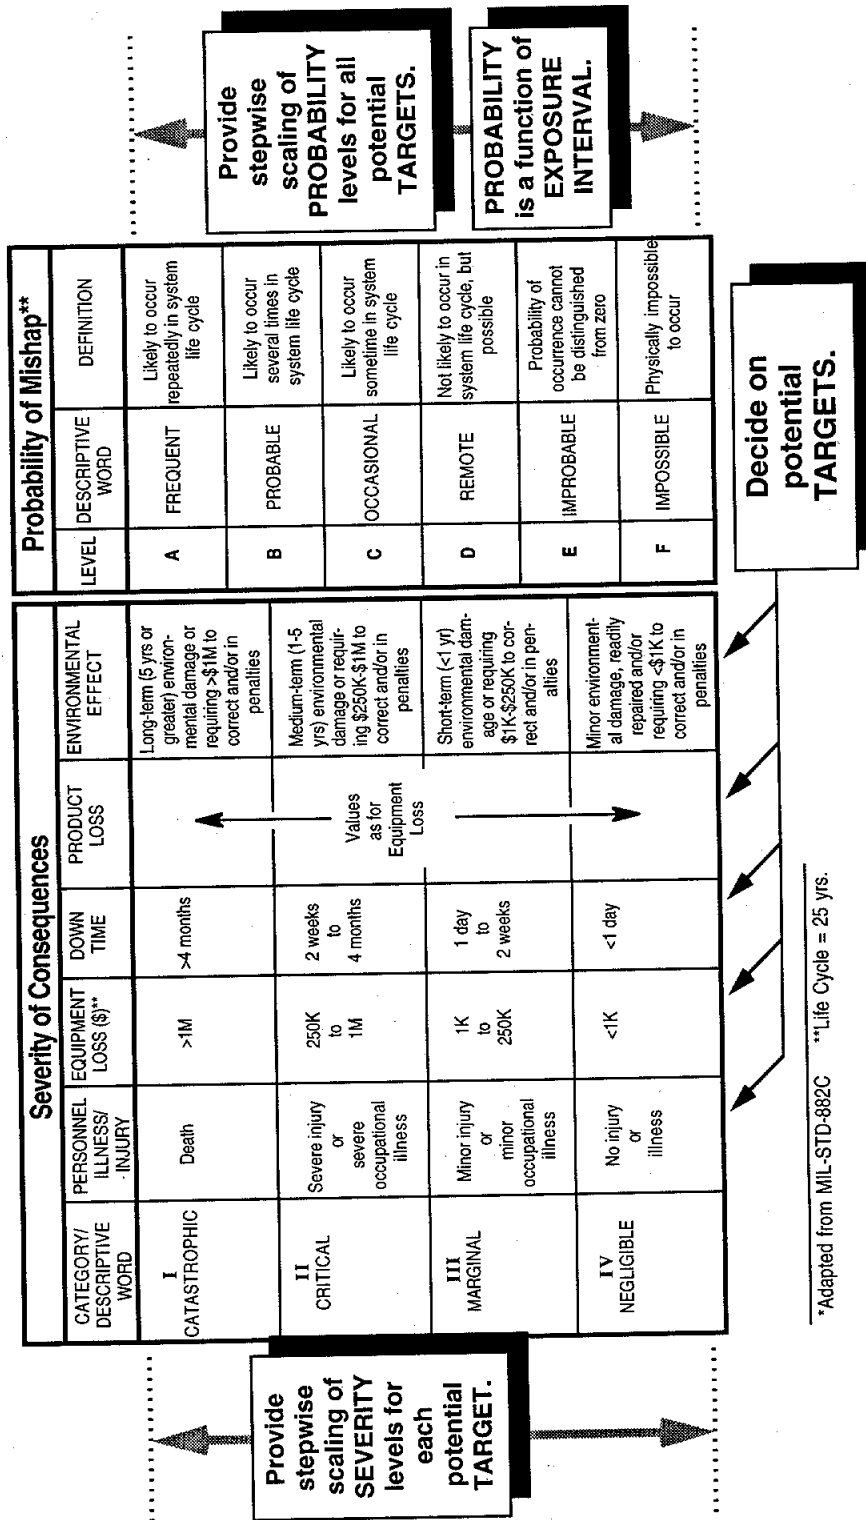 Provide
stepwise
scaling of
SEVERITY
levels for
each
potential
TARGET.
Severity of Consequences
CATEGORY/
DESCRIPTIVE
WORD
PERSONNEL
ILLNESS/
INJURY
EQUIPMENT
LOSS ($)**
DOWN
TIME
PRODUCT
LOSS
ENVIRONMENTAL
EFFECT
I
CATASTROPHIC
Death
>1M
>4 months
Long-term (5 yrs or
greater) environ-
mental damage or
requiring >$1M to
correct and/or in
penalties
II
CRITICAL
Severe injury
or
severe
occupational
illness
250K
to
1M
2 weeks
to
4 months
Values
as for
Equipment
Loss
Medium-term (1-5
yrs) environmental
damage or requir-
ing $250K-$1M to
correct and/or in
penalties
III
MARGINAL
Minor injury
or
minor
occupational
illness
1K
to
250K
1 day
to
2 weeks
Short-term (<1 yr)
environmental dam-
age or requiring
$1K-$250K to cor-
rect and/or in pen-
alties
IV
NEGLIGIBLE
No injury
or
illness
<1K
<1 day
Minor environment-
al damage, readily
repaired and/or
requiring <$1K to
correct and/or in
penalties
Probability of Mishap**
LEVEL
DESCRIPTIVE
WORD
DEFINITION
A
FREQUENT
Likely to occur
repeatedly in system
life cycle
B
PROBABLE
Likely to occur
several times in
system life cycle
C
OCCASIONAL
Likely to occur
sometime in system
life cycle
D
REMOTE
Not likely to occur in
system life cycle, but
possible
E
IMPROBABLE
Probability of
occurrence cannot
be distinguished
from zero
F
IMPOSSIBLE
Physically impossible
to occur
Provide
stepwise
scaling of
PROBABILITY
levels for all
potential
TARGETS.
PROBABILITY
is a function of
EXPOSURE
INTERVAL.
Decide on
potential
TARGETS.
*Adapted from MIL-STD-882C **Life Cycle = 25 yrs.